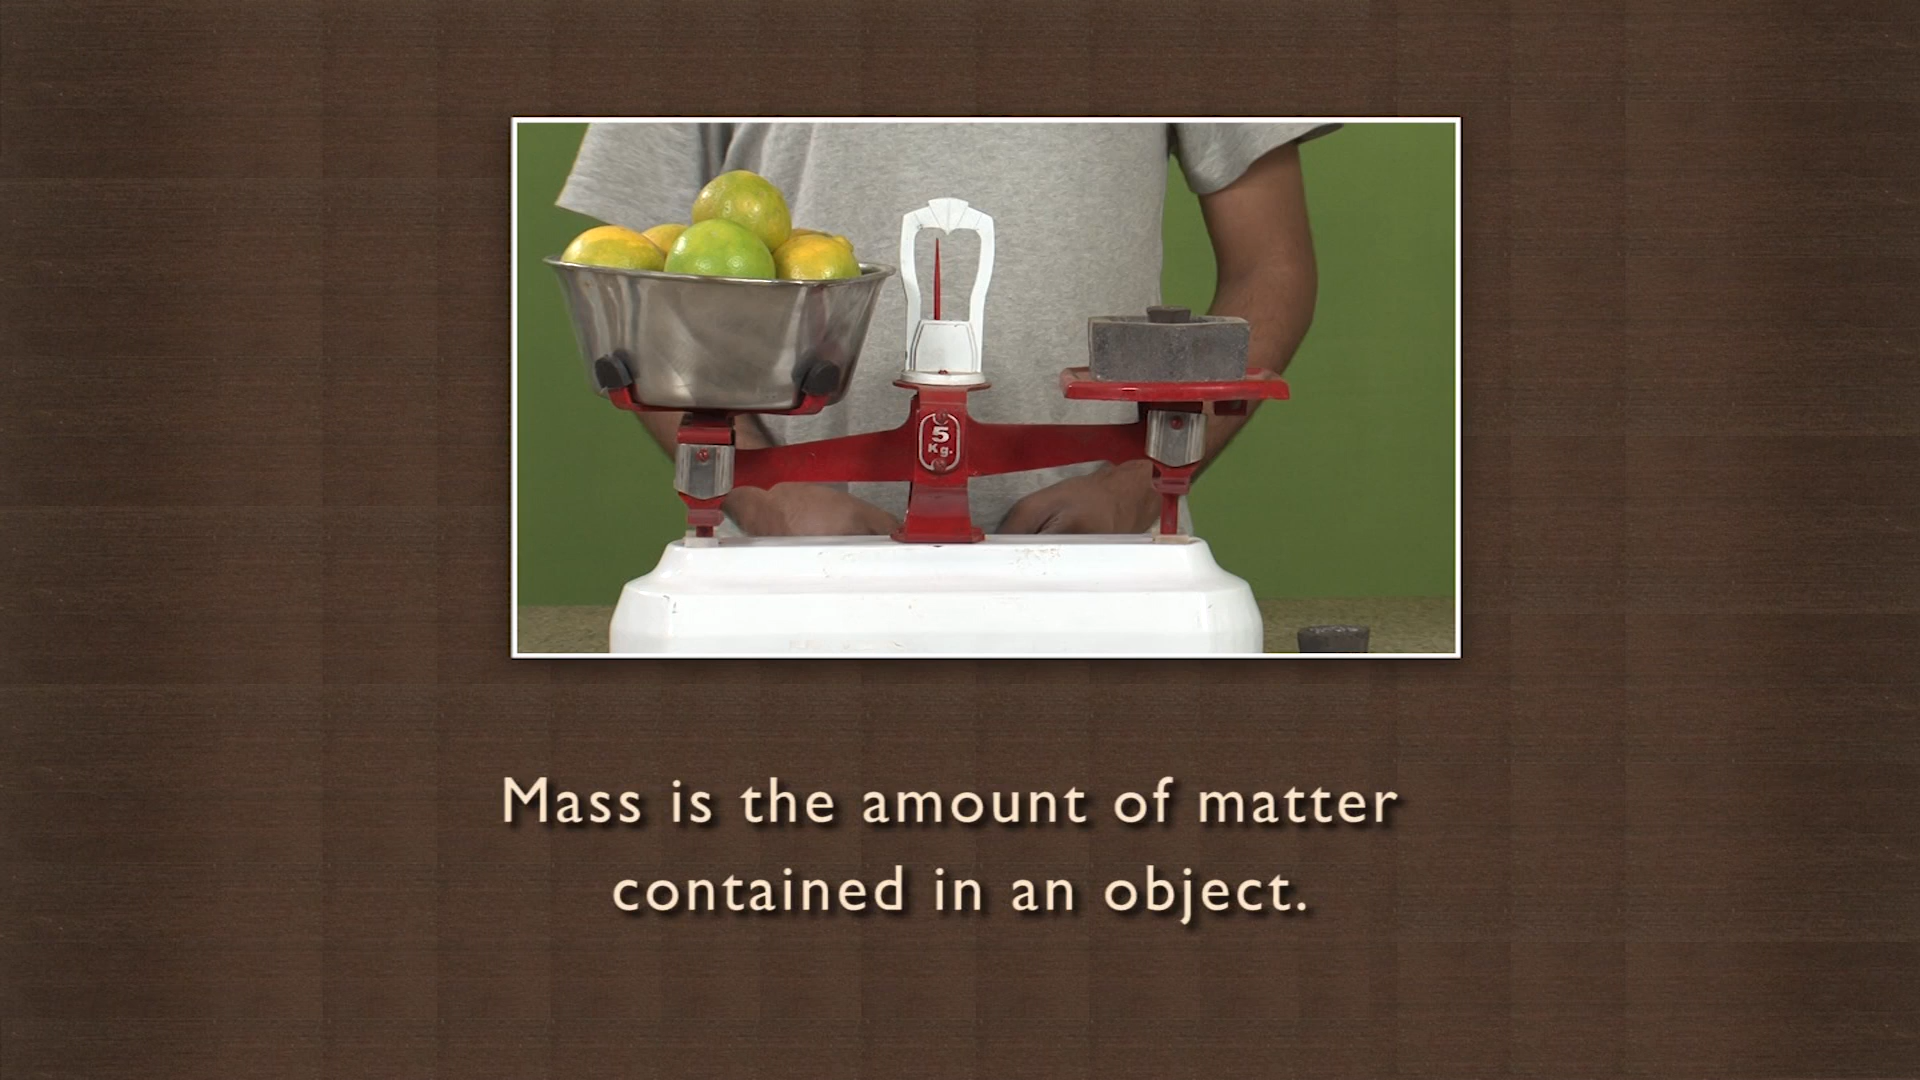 5
Kg.
Mass is the amount of matter
contained in an object.